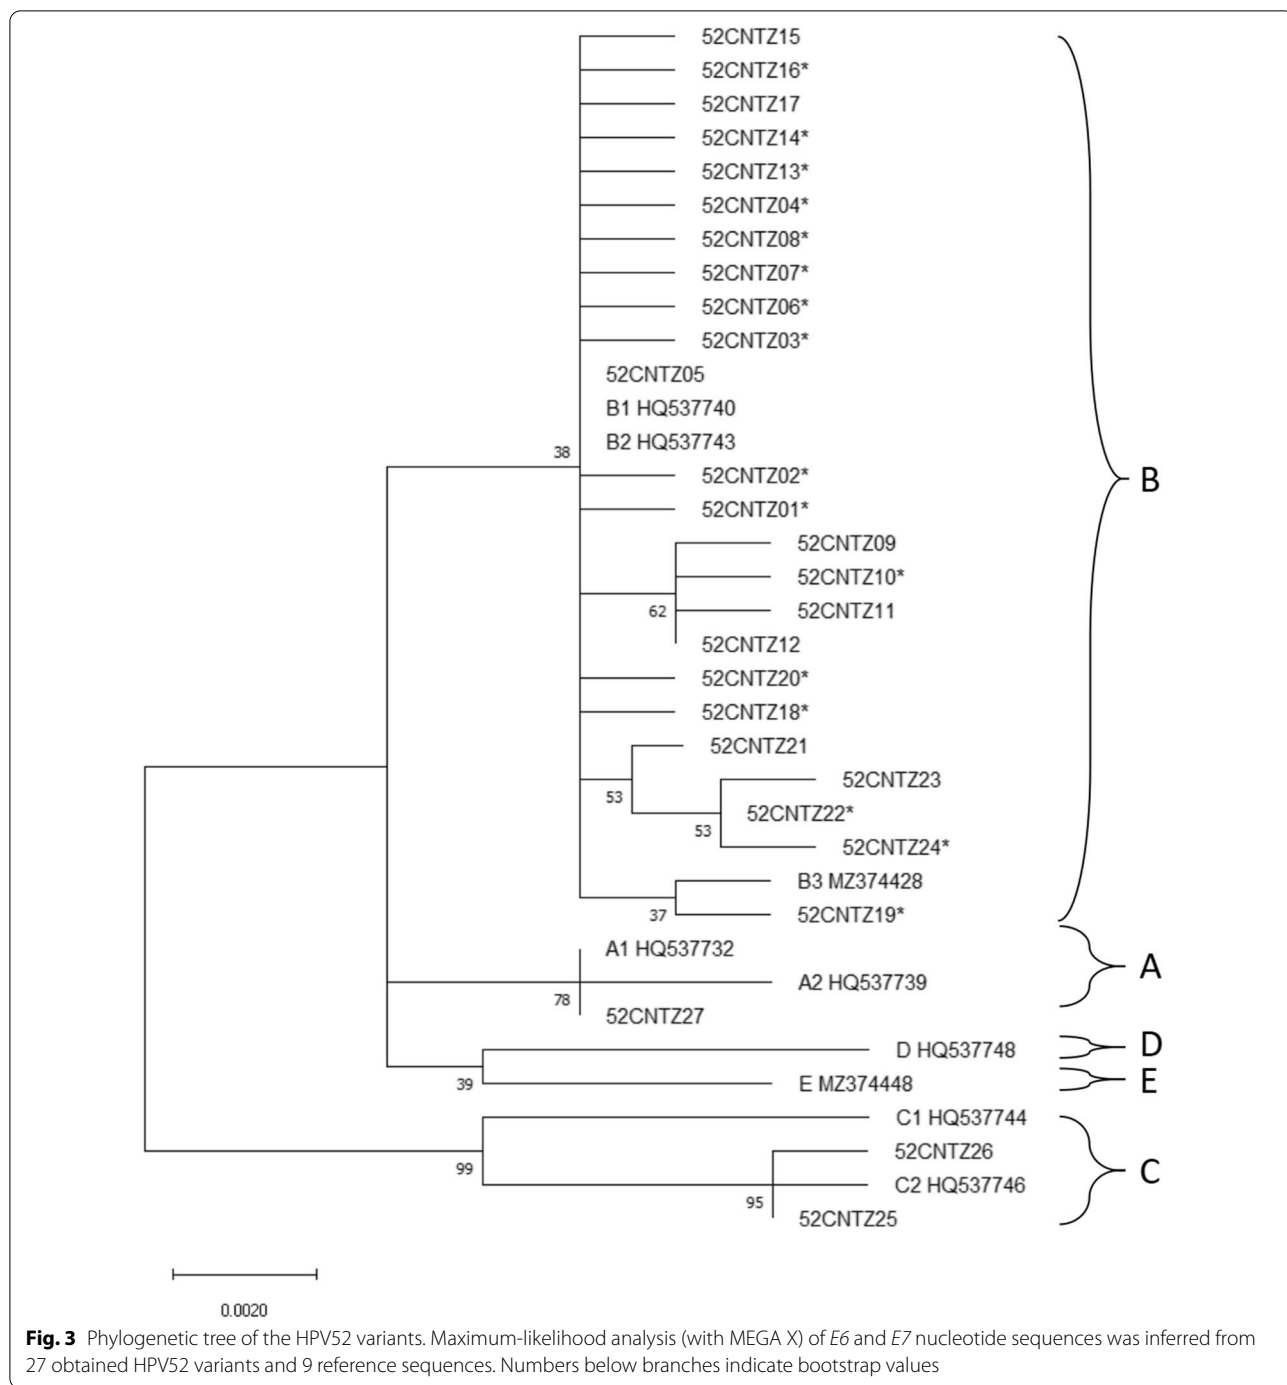 52CNTZ15
52CNTZ16*
52CNTZ17
52CNTZ14*
52CNTZ13*
52CNTZ04*
52CNTZ08*
52CNTZ07*
52CNTZ06*
52CNTZ03*
52CNTZ05
B1 HQ537740
B2 HQ537743
38
52CNTZ02*
B
52CNTZ01*
52CNTZ09
52CNTZ10*
62
52CNTZ11
52CNTZ12
52CNTZ20*
52CNTZ18*
52CNTZ21
52CNTZ23
53
52CNTZ22*
53
52CNTZ24*
B3 MZ374428
37
52CNTZ19*
A1 HQ537732
A
A2 HQ537739
78
52CNTZ27
D HQ537748
D
39
E MZ374448
E
C1 HQ537744
52CNTZ26
99
C
C2 HQ537746
95
52CNTZ25
0.0020
Fig. 3 Phylogenetic tree of the HPV52 variants. Maximum-likelihood analysis (with MEGA X) of E6 and E7 nucleotide sequences was inferred from
27 obtained HPV52 variants and 9 reference sequences. Numbers below branches indicate bootstrap values